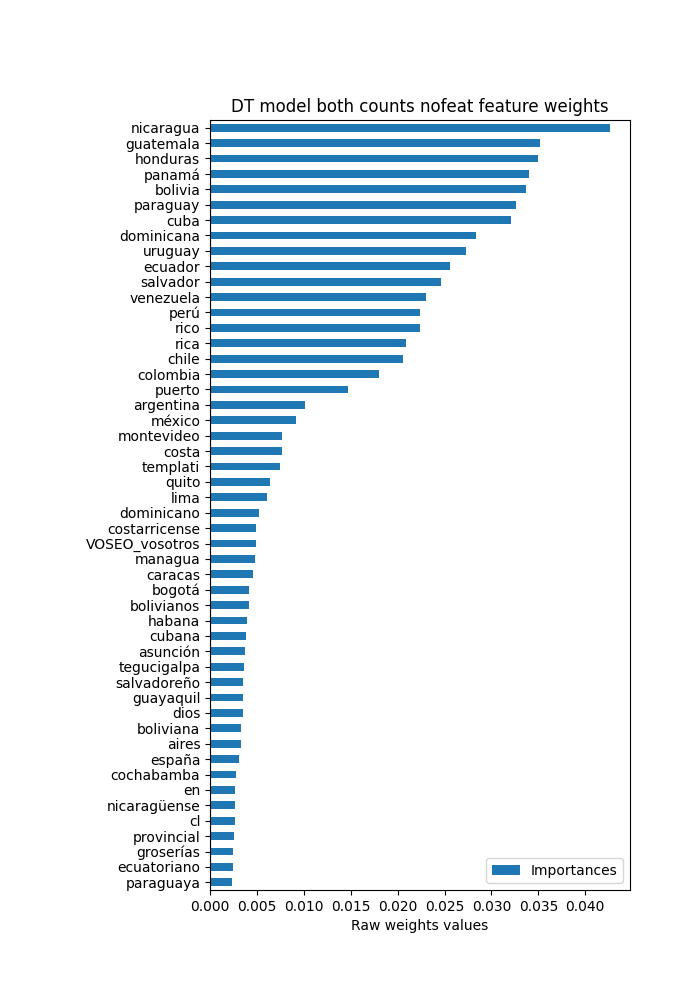 DT model both counts nofeat feature weights
nicaragua
guatemala
honduras
panamá
bolivia
paraguay
cuba
dominicana
uruguay
ecuador
salvador
venezuela
perú
rico
rica
chile
colombia
puerto
argentina
méxico
montevideo
costa
templati
quito
lima
dominicano
costarricense
VOSEO_vosotros
managua
caracas
bogotá
bolivianos
habana
cubana
asunción
tegucigalpa
salvadoreño
guayaquil
dios
boliviana
aires
españa
cochabamba
en
nicaragüense
cl
provincial
groserías
ecuatoriano
paraguaya
Importances
0.000 0.005 0.010 0.015 0.020 0.025 0.030 0.035 0.040
Raw weights values